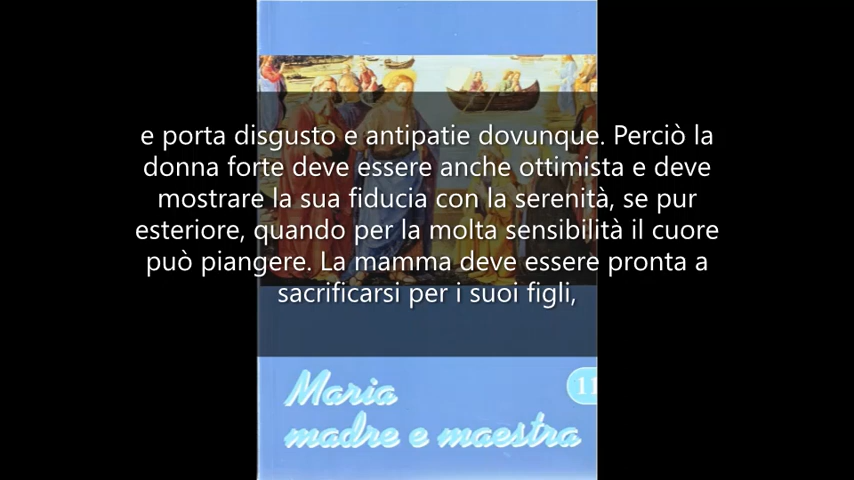 e porta disgusto e antipatie dovunque. Perciò la
donna forte deve essere anche ottimista e deve
mostrare la sua fiducia con la serenità, se pur
esteriore, quando per la molta sensibilità il cuore
può piangere. La mamma deve essere pronta a
sacrificarsi per i suoi figli,
Maria
11
madre e maestra